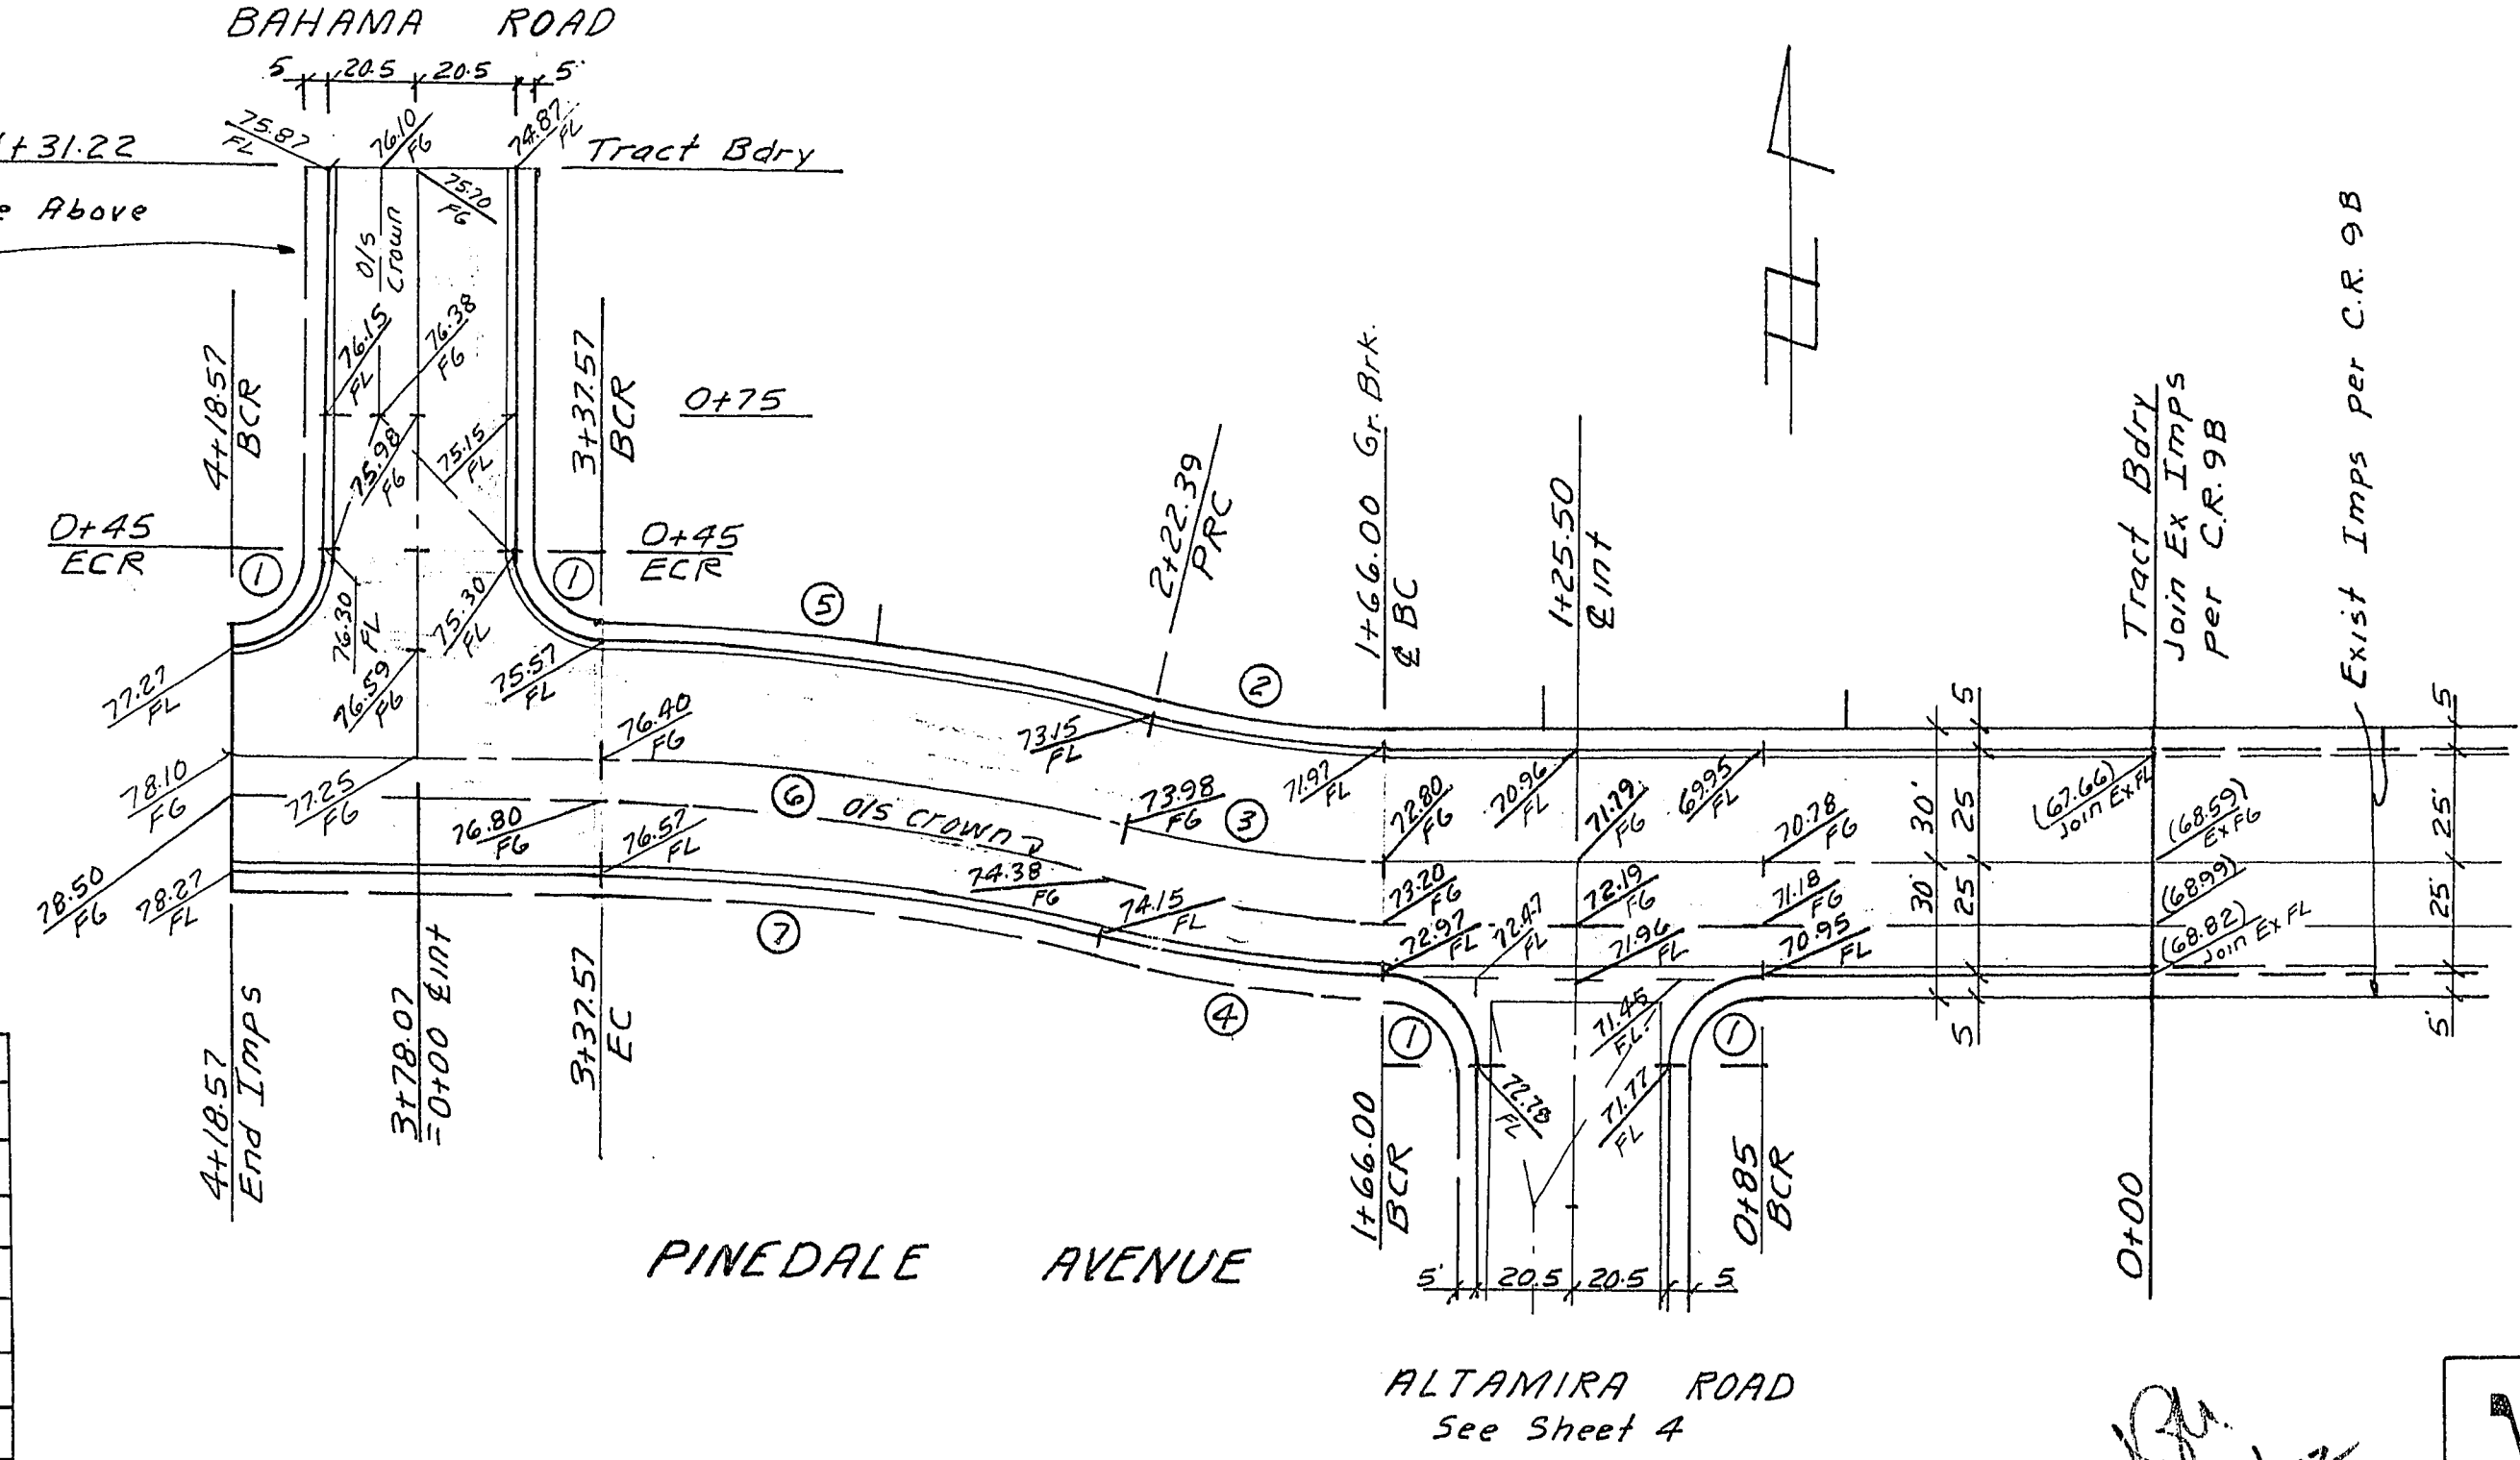 BAHAMA ROAD
5 20.5 20.5 5'
+31.22
Above
75.87
FL
76.10
FG
74.87
FL
Tract Bdry
75.70
FG
O/S
Crown
76.15
FL
76.38
FG
75.98
FG
75.15
FL
0+75
4+18.57
BCR
3+37.57
BCR
0+45
ECR
1
1
0+45
ECR
76.30
FL
75.30
FL
76.59
FG
75.57
FL
77.27
FL
78.10
FG
77.25
FG
76.40
FG
76.80
FG
76.57
FL
78.50
FG
78.27
FL
5
2+22.39
PRC
2
73.15
FL
6
O/S Crown
73.98
FG
3
74.38
FG
74.15
FL
7
4
1+66.00 Gr. Brk.
℄ BC
1+25.50
℄ Int
71.97
FL
72.80
FG
70.96
FL
71.79
FG
69.95
FL
70.78
FG
73.20
FG
72.97
FL
72.47
FL
72.19
FG
71.96
FL
71.18
FG
70.95
FL
71.45
FL
1
1
72.78
FL
71.77
FL
30'
30'
5
25
25
5'
Tract Bdry
Join Ex Imps
per C.R. 9B
Exist Imps per C.R. 9B
(67.66)
Join Ex FL
(68.59)
Ex FG
(68.99)
(68.82)
Join Ex FL
5
25'
25'
5'
4+18.57
End Imps
3+78.07
=0+00 ℄ Int
3+37.57
EC
1+66.00
BCR
0+85
BCR
0+00
5' 20.5 20.5 5
PINEDALE AVENUE
ALTAMIRA ROAD
See Sheet 4